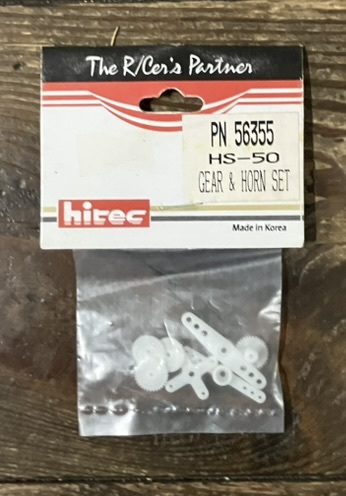 The R/Cer's Partner
PN 56355
HS-50
GEAR & HORN SET
hitec
Made in Korea